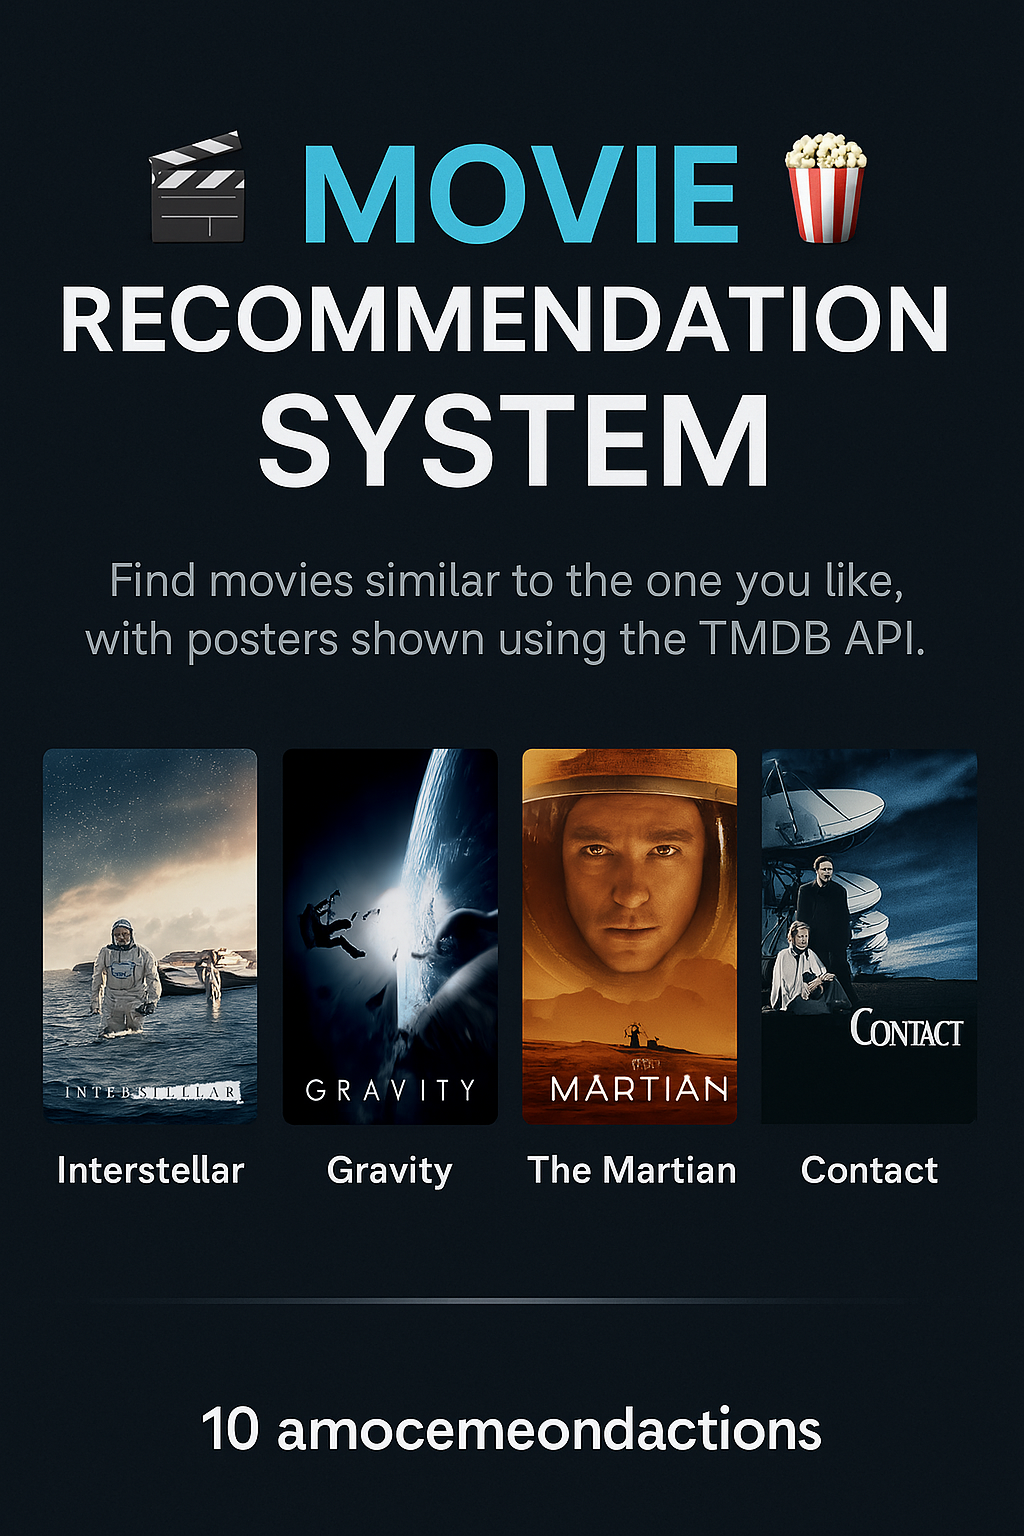 MOVIE
RECOMMENDATION
SYSTEM
Find movies similar to the one you like,
with posters shown using the TMDB API.
INTEBSTLLLAR
GRAVITY
MARTIAN
CONTACT
Interstellar
Gravity
The Martian
Contact
10 amocemeondactions